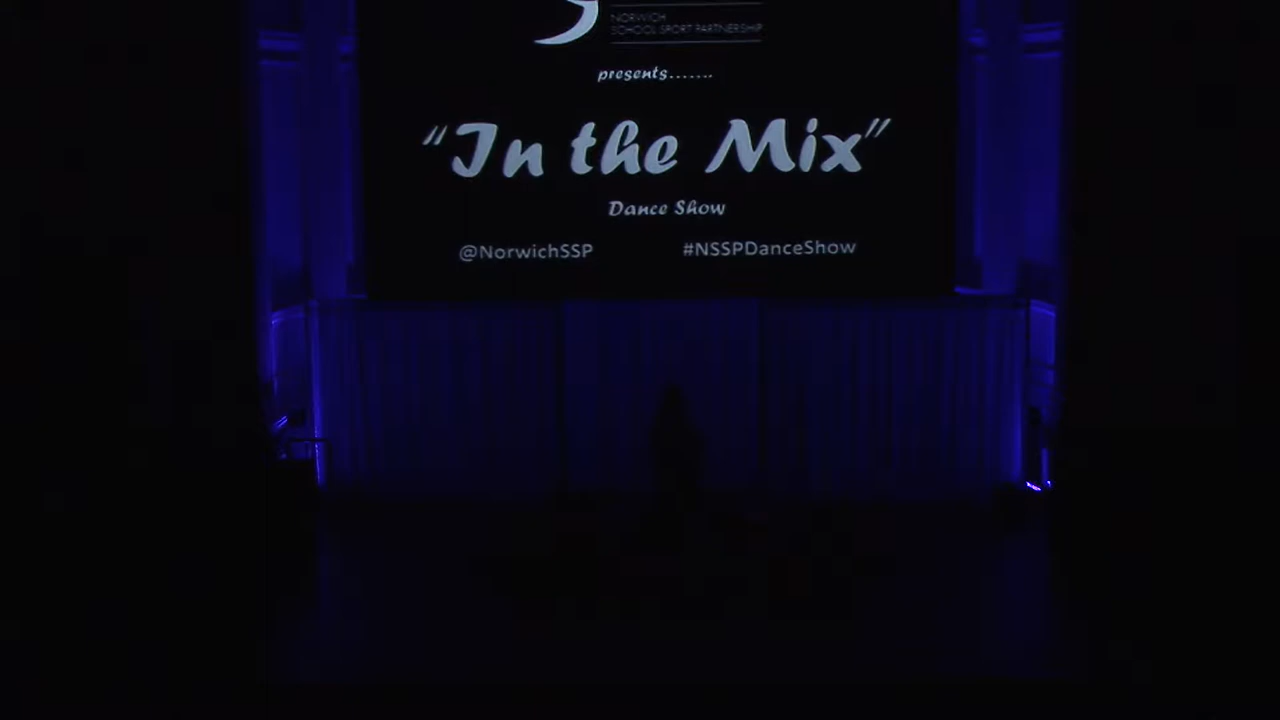 NORWICH
SCHOOL SPORT PARTNERSHIP
presents.......
"In the Mix"
Dance Show
@NorwichSSP #NSSPDanceShow